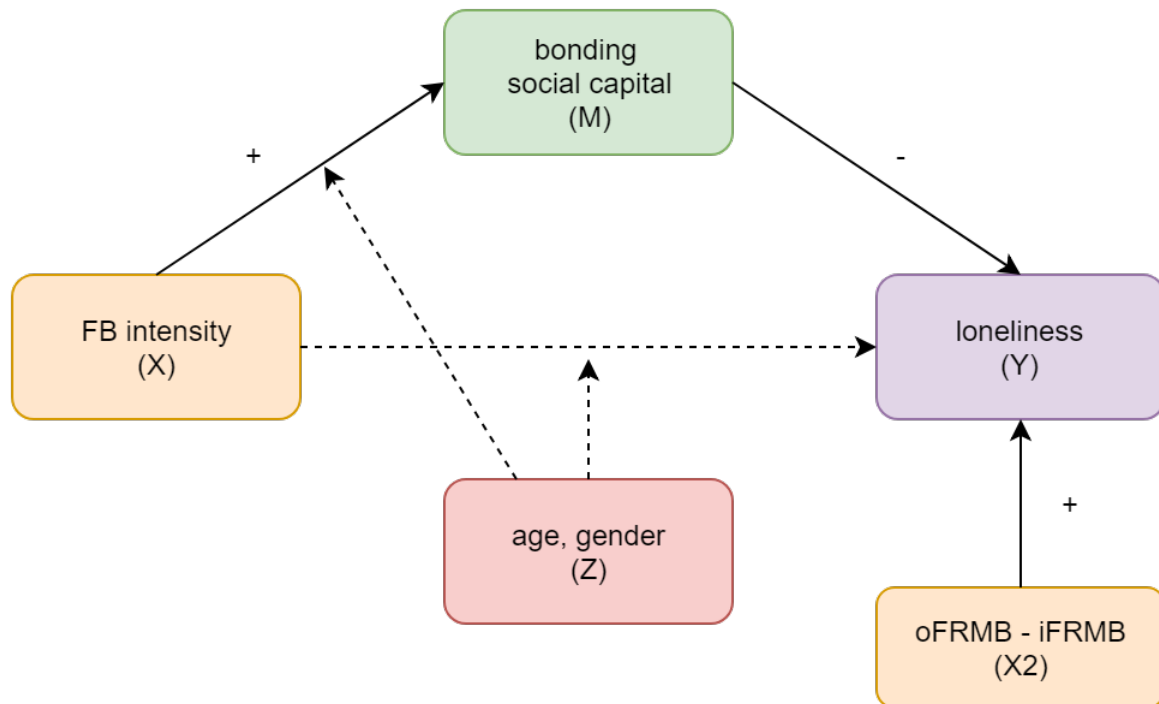 bonding
social capital
(M)
+
-
FB intensity
(X)
loneliness
(Y)
age, gender
(Z)
+
oFRMB - iFRMB
(X2)